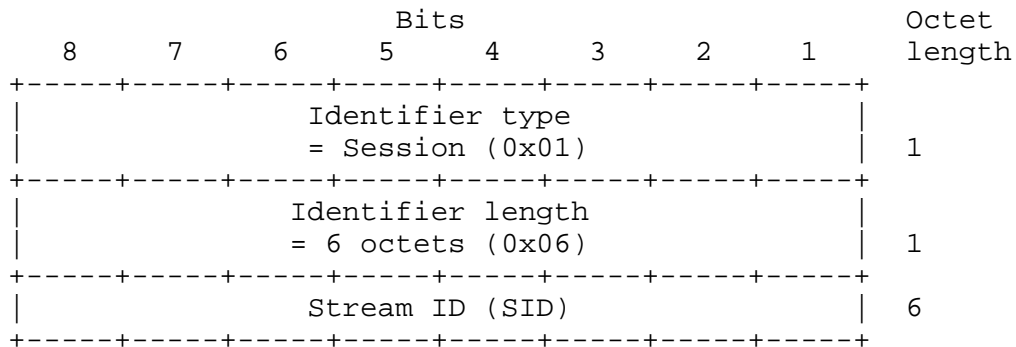 Bits Octet
8 7 6 5 4 3 2 1 length
+-----+-----+-----+-----+-----+-----+-----+-----+
| Identifier type |
| = Session (0x01) | 1
+-----+-----+-----+-----+-----+-----+-----+-----+
| Identifier length |
| = 6 octets (0x06) | 1
+-----+-----+-----+-----+-----+-----+-----+-----+
| Stream ID (SID) | 6
+-----+-----+-----+-----+-----+-----+-----+-----+